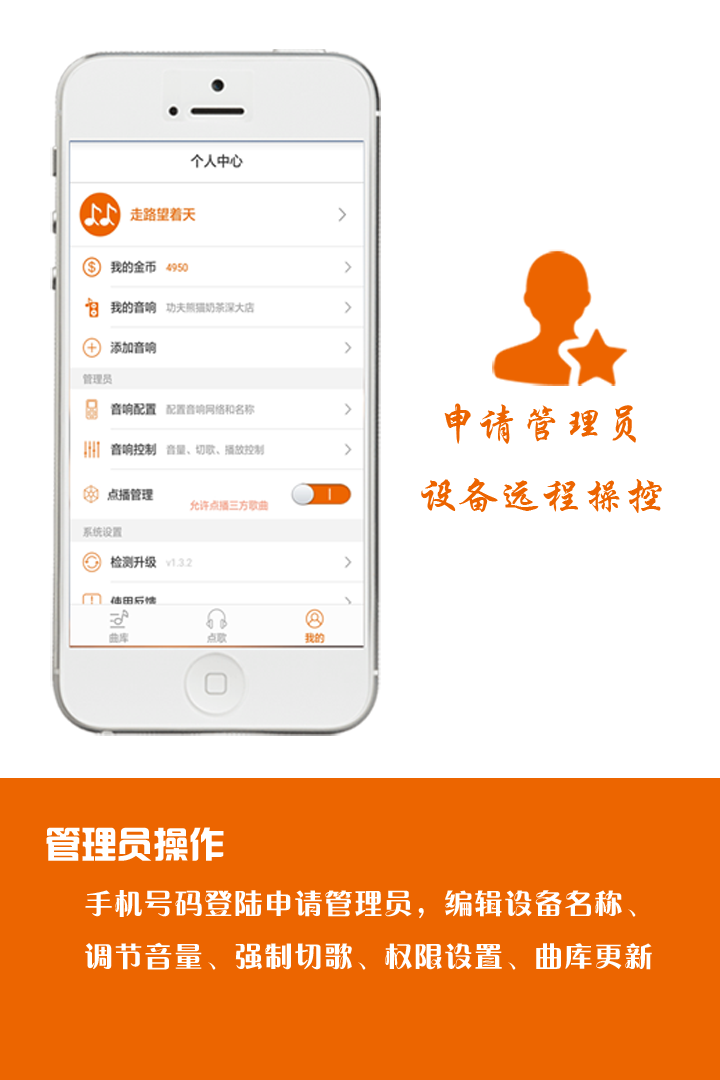 个人中心
走路望着天
我的金币 4950
我的音响 功夫熊猫奶茶深大店
添加音响
管理员
音响配置 配置音响网络和名称
音响控制 音量、切歌、播放控制
点播管理 允许点播三方歌曲
系统设置
检测升级 v1.3.2
使用反馈
曲库 点歌 我的
申请管理员
设备远程操控
管理员操作
手机号码登陆申请管理员，编辑设备名称、
调节音量、强制切歌、权限设置、曲库更新